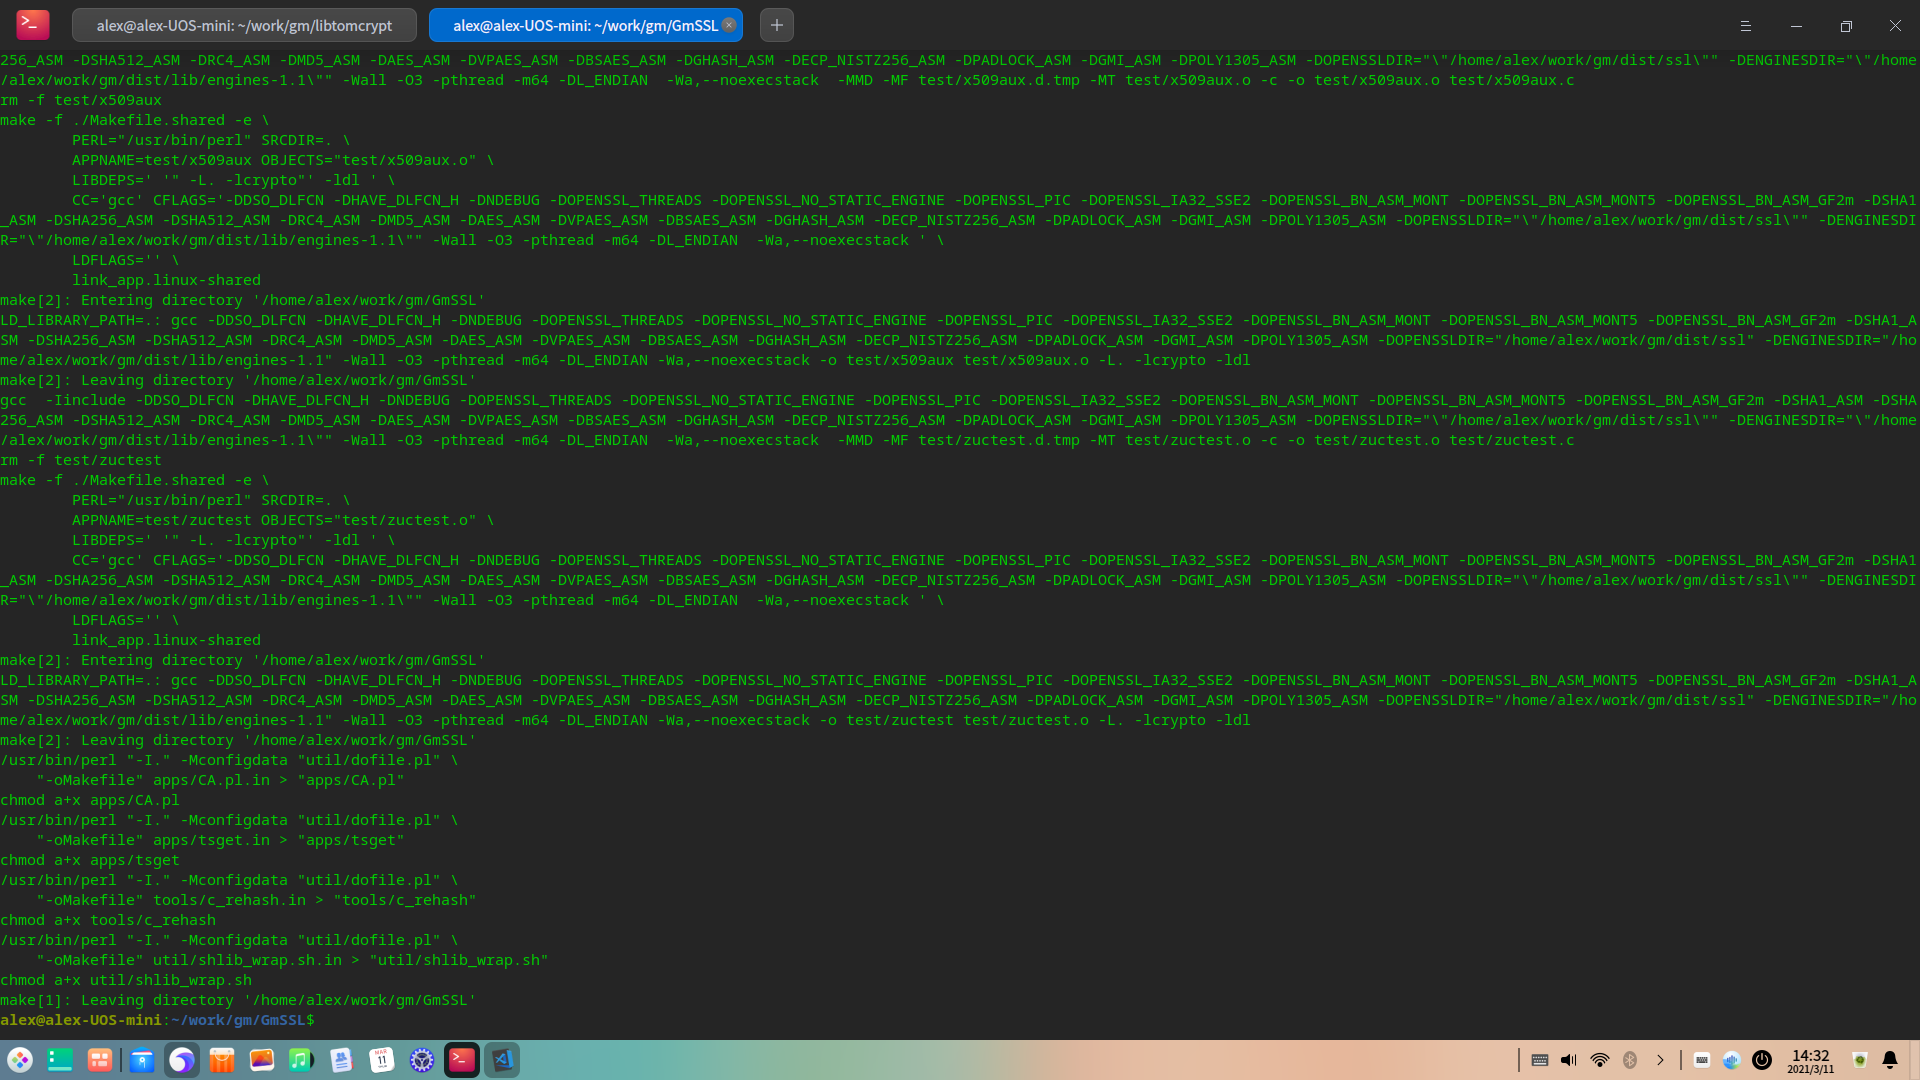 alex@alex-UOS-mini: ~/work/gm/libtomcrypt
alex@alex-UOS-mini: ~/work/gm/GmSSL
256_ASM -DSHA512_ASM -DRC4_ASM -DMD5_ASM -DAES_ASM -DVPAES_ASM -DBSAES_ASM -DGHASH_ASM -DECP_NISTZ256_ASM -DPADLOCK_ASM -DGMI_ASM -DPOLY1305_ASM -DOPENSSLDIR="\"/home/alex/work/gm/dist/ssl\"" -DENGINESDIR="\"/home
/alex/work/gm/dist/lib/engines-1.1\"" -Wall -O3 -pthread -m64 -DL_ENDIAN  -Wa,--noexecstack  -MMD -MF test/x509aux.d.tmp -MT test/x509aux.o -c -o test/x509aux.o test/x509aux.c
rm -f test/x509aux
make -f ./Makefile.shared -e \
        PERL="/usr/bin/perl" SRCDIR=. \
        APPNAME=test/x509aux OBJECTS="test/x509aux.o" \
        LIBDEPS=' '" -L. -lcrypto"' -ldl ' \
        CC='gcc' CFLAGS='-DDSO_DLFCN -DHAVE_DLFCN_H -DNDEBUG -DOPENSSL_THREADS -DOPENSSL_NO_STATIC_ENGINE -DOPENSSL_PIC -DOPENSSL_IA32_SSE2 -DOPENSSL_BN_ASM_MONT -DOPENSSL_BN_ASM_MONT5 -DOPENSSL_BN_ASM_GF2m -DSHA1
_ASM -DSHA256_ASM -DSHA512_ASM -DRC4_ASM -DMD5_ASM -DAES_ASM -DVPAES_ASM -DBSAES_ASM -DGHASH_ASM -DECP_NISTZ256_ASM -DPADLOCK_ASM -DGMI_ASM -DPOLY1305_ASM -DOPENSSLDIR="\"/home/alex/work/gm/dist/ssl\"" -DENGINESDI
R="\"/home/alex/work/gm/dist/lib/engines-1.1\"" -Wall -O3 -pthread -m64 -DL_ENDIAN  -Wa,--noexecstack ' \
        LDFLAGS='' \
        link_app.linux-shared
make[2]: Entering directory '/home/alex/work/gm/GmSSL'
LD_LIBRARY_PATH=.: gcc -DDSO_DLFCN -DHAVE_DLFCN_H -DNDEBUG -DOPENSSL_THREADS -DOPENSSL_NO_STATIC_ENGINE -DOPENSSL_PIC -DOPENSSL_IA32_SSE2 -DOPENSSL_BN_ASM_MONT -DOPENSSL_BN_ASM_MONT5 -DOPENSSL_BN_ASM_GF2m -DSHA1_A
SM -DSHA256_ASM -DSHA512_ASM -DRC4_ASM -DMD5_ASM -DAES_ASM -DVPAES_ASM -DBSAES_ASM -DGHASH_ASM -DECP_NISTZ256_ASM -DPADLOCK_ASM -DGMI_ASM -DPOLY1305_ASM -DOPENSSLDIR="/home/alex/work/gm/dist/ssl" -DENGINESDIR="/ho
me/alex/work/gm/dist/lib/engines-1.1" -Wall -O3 -pthread -m64 -DL_ENDIAN -Wa,--noexecstack -o test/x509aux test/x509aux.o -L. -lcrypto -ldl
make[2]: Leaving directory '/home/alex/work/gm/GmSSL'
gcc  -Iinclude -DDSO_DLFCN -DHAVE_DLFCN_H -DNDEBUG -DOPENSSL_THREADS -DOPENSSL_NO_STATIC_ENGINE -DOPENSSL_PIC -DOPENSSL_IA32_SSE2 -DOPENSSL_BN_ASM_MONT -DOPENSSL_BN_ASM_MONT5 -DOPENSSL_BN_ASM_GF2m -DSHA1_ASM -DSHA
256_ASM -DSHA512_ASM -DRC4_ASM -DMD5_ASM -DAES_ASM -DVPAES_ASM -DBSAES_ASM -DGHASH_ASM -DECP_NISTZ256_ASM -DPADLOCK_ASM -DGMI_ASM -DPOLY1305_ASM -DOPENSSLDIR="\"/home/alex/work/gm/dist/ssl\"" -DENGINESDIR="\"/home
/alex/work/gm/dist/lib/engines-1.1\"" -Wall -O3 -pthread -m64 -DL_ENDIAN  -Wa,--noexecstack  -MMD -MF test/zuctest.d.tmp -MT test/zuctest.o -c -o test/zuctest.o test/zuctest.c
rm -f test/zuctest
make -f ./Makefile.shared -e \
        PERL="/usr/bin/perl" SRCDIR=. \
        APPNAME=test/zuctest OBJECTS="test/zuctest.o" \
        LIBDEPS=' '" -L. -lcrypto"' -ldl ' \
        CC='gcc' CFLAGS='-DDSO_DLFCN -DHAVE_DLFCN_H -DNDEBUG -DOPENSSL_THREADS -DOPENSSL_NO_STATIC_ENGINE -DOPENSSL_PIC -DOPENSSL_IA32_SSE2 -DOPENSSL_BN_ASM_MONT -DOPENSSL_BN_ASM_MONT5 -DOPENSSL_BN_ASM_GF2m -DSHA1
_ASM -DSHA256_ASM -DSHA512_ASM -DRC4_ASM -DMD5_ASM -DAES_ASM -DVPAES_ASM -DBSAES_ASM -DGHASH_ASM -DECP_NISTZ256_ASM -DPADLOCK_ASM -DGMI_ASM -DPOLY1305_ASM -DOPENSSLDIR="\"/home/alex/work/gm/dist/ssl\"" -DENGINESDI
R="\"/home/alex/work/gm/dist/lib/engines-1.1\"" -Wall -O3 -pthread -m64 -DL_ENDIAN  -Wa,--noexecstack ' \
        LDFLAGS='' \
        link_app.linux-shared
make[2]: Entering directory '/home/alex/work/gm/GmSSL'
LD_LIBRARY_PATH=.: gcc -DDSO_DLFCN -DHAVE_DLFCN_H -DNDEBUG -DOPENSSL_THREADS -DOPENSSL_NO_STATIC_ENGINE -DOPENSSL_PIC -DOPENSSL_IA32_SSE2 -DOPENSSL_BN_ASM_MONT -DOPENSSL_BN_ASM_MONT5 -DOPENSSL_BN_ASM_GF2m -DSHA1_A
SM -DSHA256_ASM -DSHA512_ASM -DRC4_ASM -DMD5_ASM -DAES_ASM -DVPAES_ASM -DBSAES_ASM -DGHASH_ASM -DECP_NISTZ256_ASM -DPADLOCK_ASM -DGMI_ASM -DPOLY1305_ASM -DOPENSSLDIR="/home/alex/work/gm/dist/ssl" -DENGINESDIR="/ho
me/alex/work/gm/dist/lib/engines-1.1" -Wall -O3 -pthread -m64 -DL_ENDIAN -Wa,--noexecstack -o test/zuctest test/zuctest.o -L. -lcrypto -ldl
make[2]: Leaving directory '/home/alex/work/gm/GmSSL'
/usr/bin/perl "-I." -Mconfigdata "util/dofile.pl" \
    "-oMakefile" apps/CA.pl.in > "apps/CA.pl"
chmod a+x apps/CA.pl
/usr/bin/perl "-I." -Mconfigdata "util/dofile.pl" \
    "-oMakefile" apps/tsget.in > "apps/tsget"
chmod a+x apps/tsget
/usr/bin/perl "-I." -Mconfigdata "util/dofile.pl" \
    "-oMakefile" tools/c_rehash.in > "tools/c_rehash"
chmod a+x tools/c_rehash
/usr/bin/perl "-I." -Mconfigdata "util/dofile.pl" \
    "-oMakefile" util/shlib_wrap.sh.in > "util/shlib_wrap.sh"
chmod a+x util/shlib_wrap.sh
make[1]: Leaving directory '/home/alex/work/gm/GmSSL'
alex@alex-UOS-mini:~/work/gm/GmSSL$
MAR
11
14:32
2021/3/11